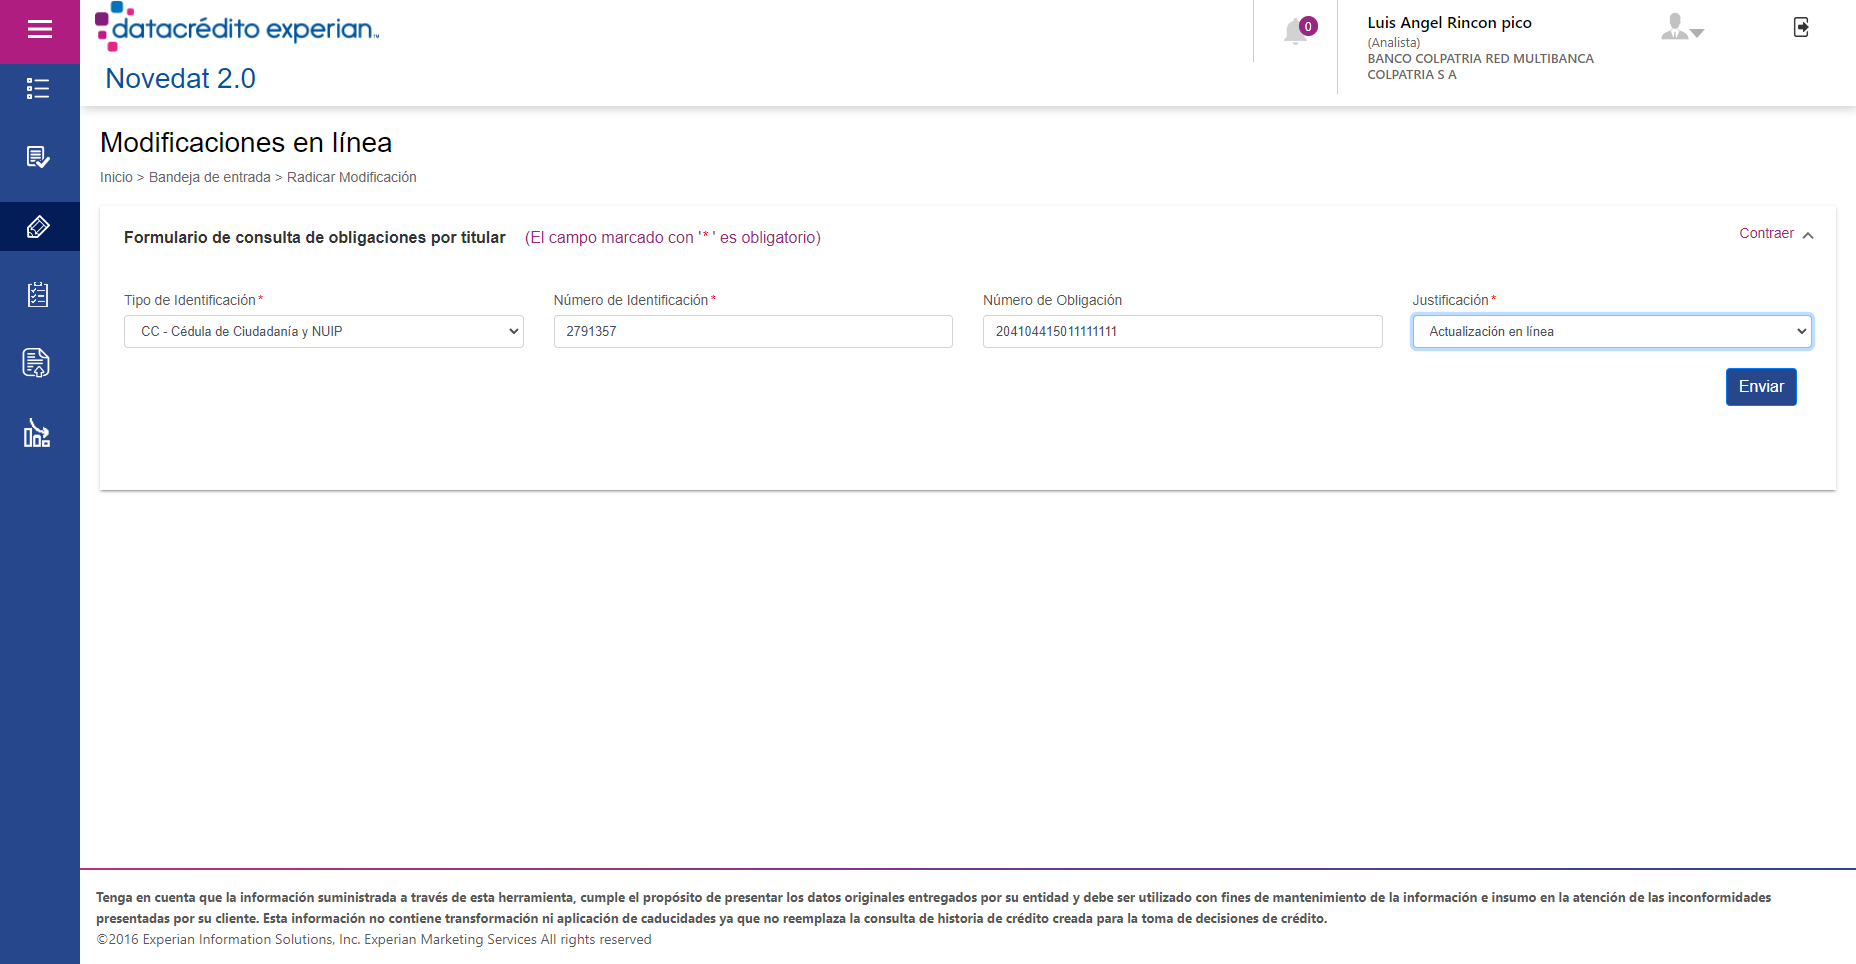 datacrédito experian™
0
Luis Angel Rincon pico
(Analista)
BANCO COLPATRIA RED MULTIBANCA
COLPATRIA S A
Novedat 2.0
Modificaciones en línea
Inicio > Bandeja de entrada > Radicar Modificación
Formulario de consulta de obligaciones por titular (El campo marcado con '*' es obligatorio)
Contraer
Tipo de Identificación*
Número de Identificación*
Número de Obligación
Justificación*
CC - Cédula de Ciudadanía y NUIP
2791357
204104415011111111
Actualización en línea
Enviar
Tenga en cuenta que la información suministrada a través de esta herramienta, cumple el propósito de presentar los datos originales entregados por su entidad y debe ser utilizado con fines de mantenimiento de la información e insumo en la atención de las inconformidades
presentadas por su cliente. Esta información no contiene transformación ni aplicación de caducidades ya que no reemplaza la consulta de historia de crédito creada para la toma de decisiones de crédito.
©2016 Experian Information Solutions, Inc. Experian Marketing Services All rights reserved